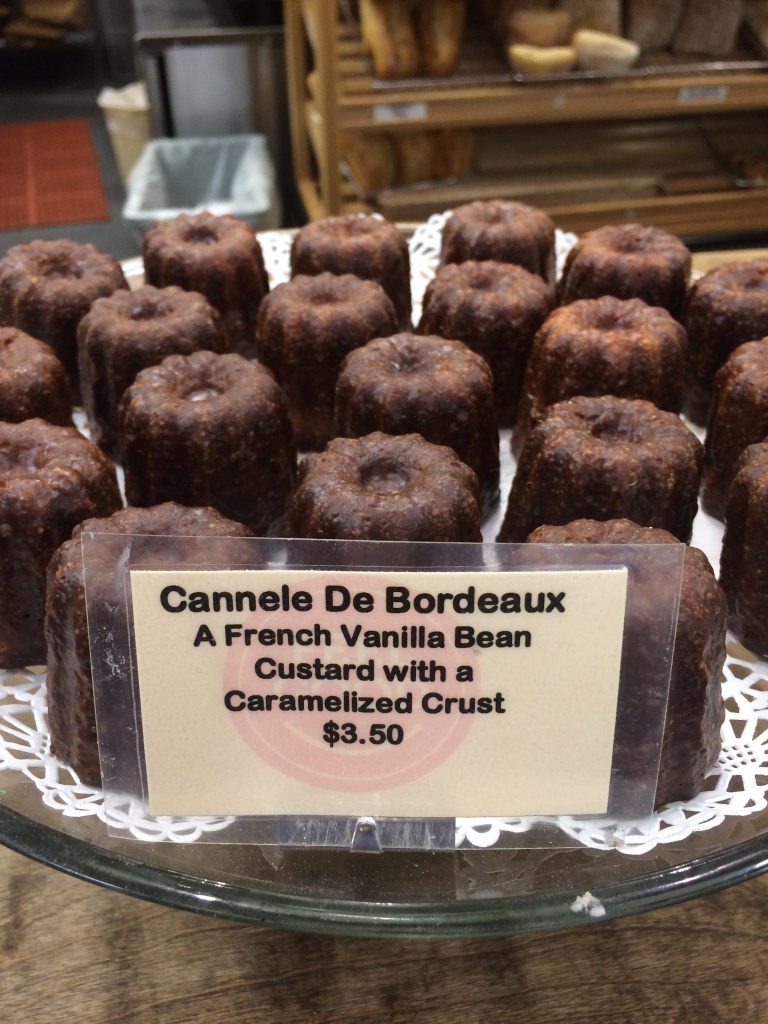 Cannele De Bordeaux
A French Vanilla Bean
Custard with a
Caramelized Crust
$3.50